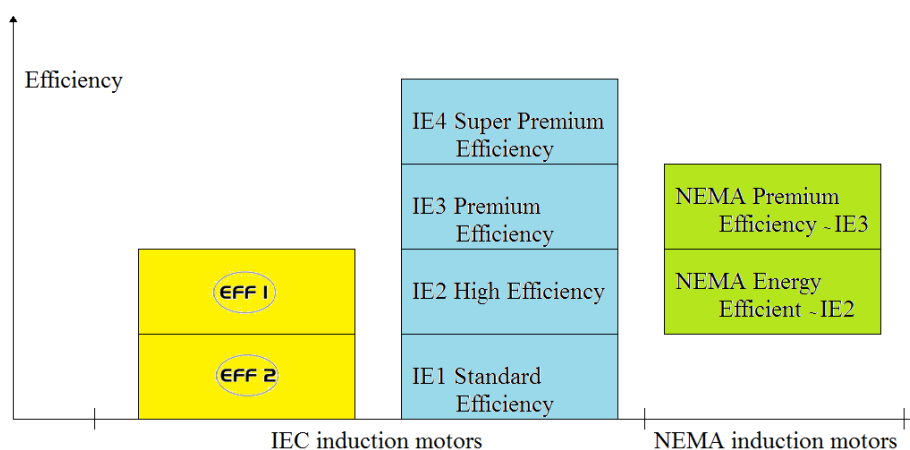 Efficiency
EFF 1
EFF 2
IE4 Super Premium
Efficiency
IE3 Premium
Efficiency
IE2 High Efficiency
IE1 Standard
Efficiency
NEMA Premium
Efficiency ~IE3
NEMA Energy
Efficient ~IE2
IEC induction motors
NEMA induction motors